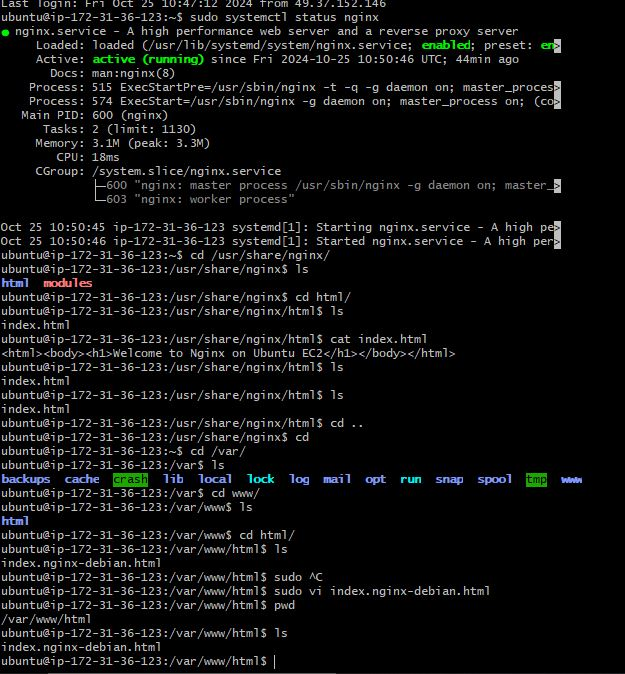 Last login: Fri Oct 25 10:47:12 2024 from 49.37.152.146
ubuntu@ip-172-31-36-123:~$ sudo systemctl status nginx
● nginx.service - A high performance web server and a reverse proxy server
     Loaded: loaded (/usr/lib/systemd/system/nginx.service; enabled; preset: en>
     Active: active (running) since Fri 2024-10-25 10:50:46 UTC; 44min ago
       Docs: man:nginx(8)
    Process: 515 ExecStartPre=/usr/sbin/nginx -t -q -g daemon on; master_proces>
    Process: 574 ExecStart=/usr/sbin/nginx -g daemon on; master_process on; (co>
   Main PID: 600 (nginx)
      Tasks: 2 (limit: 1130)
     Memory: 3.1M (peak: 3.3M)
        CPU: 18ms
     CGroup: /system.slice/nginx.service
             ├─600 "nginx: master process /usr/sbin/nginx -g daemon on; master_>
             └─603 "nginx: worker process"
Oct 25 10:50:45 ip-172-31-36-123 systemd[1]: Starting nginx.service - A high pe>
Oct 25 10:50:46 ip-172-31-36-123 systemd[1]: Started nginx.service - A high per>
ubuntu@ip-172-31-36-123:~$ cd /usr/share/nginx/
ubuntu@ip-172-31-36-123:/usr/share/nginx$ ls
html  modules
ubuntu@ip-172-31-36-123:/usr/share/nginx$ cd html/
ubuntu@ip-172-31-36-123:/usr/share/nginx/html$ ls
index.html
ubuntu@ip-172-31-36-123:/usr/share/nginx/html$ cat index.html
<html><body><h1>Welcome to Nginx on Ubuntu EC2</h1></body></html>
ubuntu@ip-172-31-36-123:/usr/share/nginx/html$ ls
index.html
ubuntu@ip-172-31-36-123:/usr/share/nginx/html$ ls
index.html
ubuntu@ip-172-31-36-123:/usr/share/nginx/html$ cd ..
ubuntu@ip-172-31-36-123:/usr/share/nginx$ cd
ubuntu@ip-172-31-36-123:~$ cd /var/
ubuntu@ip-172-31-36-123:/var$ ls
backups  cache  crash  lib  local  lock  log  mail  opt  run  snap  spool  tmp  www
ubuntu@ip-172-31-36-123:/var$ cd www/
ubuntu@ip-172-31-36-123:/var/www$ ls
html
ubuntu@ip-172-31-36-123:/var/www$ cd html/
ubuntu@ip-172-31-36-123:/var/www/html$ ls
index.nginx-debian.html
ubuntu@ip-172-31-36-123:/var/www/html$ sudo ^C
ubuntu@ip-172-31-36-123:/var/www/html$ sudo vi index.nginx-debian.html
ubuntu@ip-172-31-36-123:/var/www/html$ pwd
/var/www/html
ubuntu@ip-172-31-36-123:/var/www/html$ ls
index.nginx-debian.html
ubuntu@ip-172-31-36-123:/var/www/html$